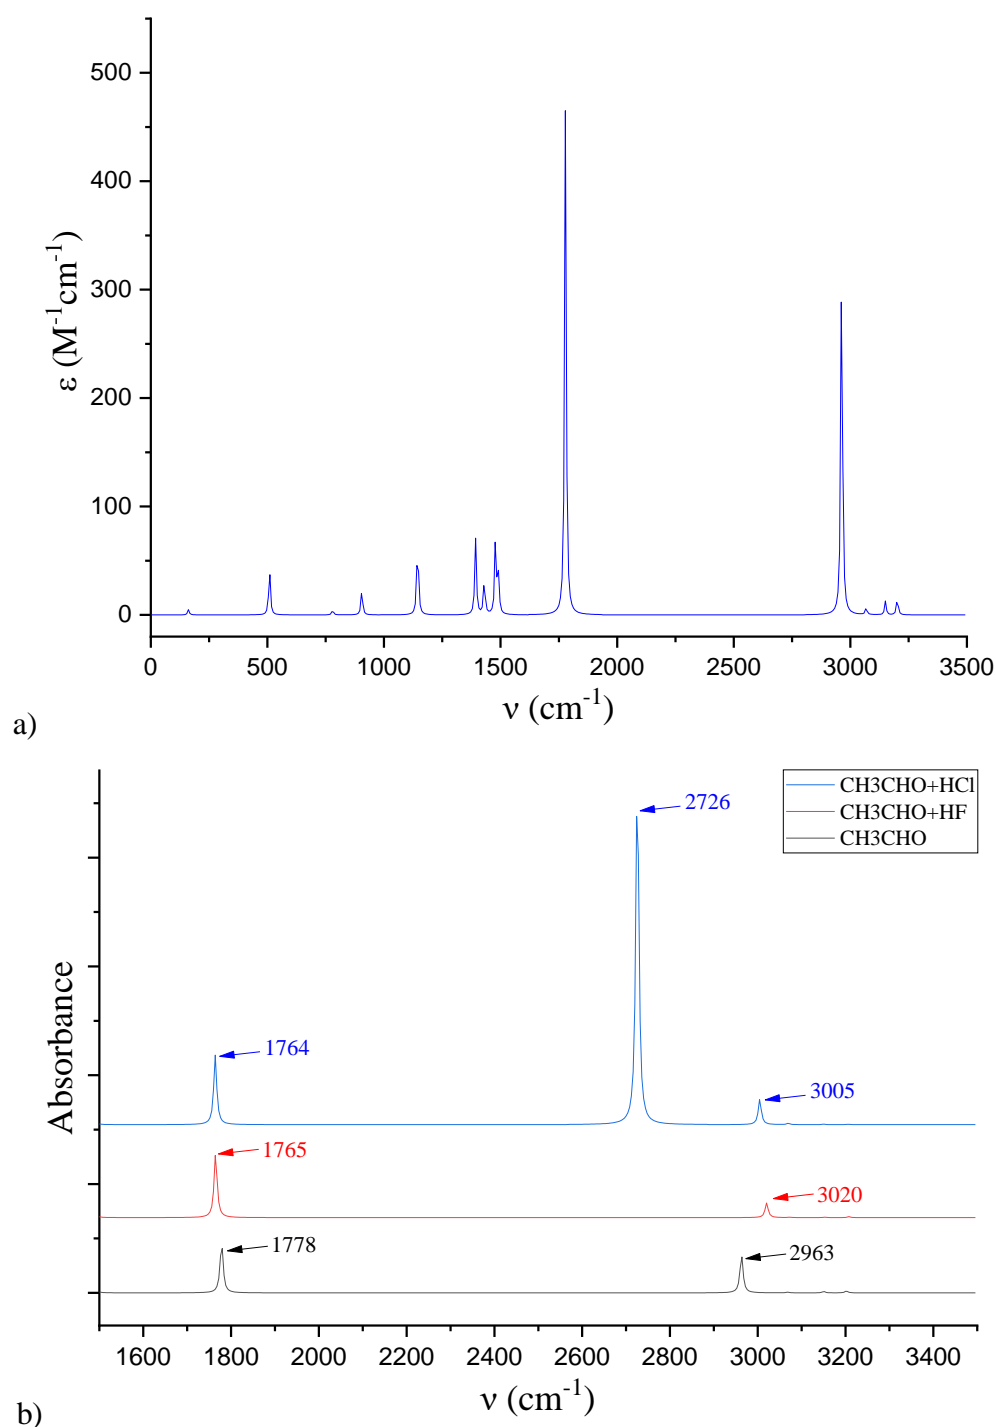 500
400
300
200
100
0
ε (M⁻¹cm⁻¹)
0 500 1000 1500 2000 2500 3000 3500
ν (cm⁻¹)
a)
CH3CHO+HCl
CH3CHO+HF
CH3CHO
2726
1764
3005
1765
3020
1778
2963
Absorbance
1600 1800 2000 2200 2400 2600 2800 3000 3200 3400
ν (cm⁻¹)
b)